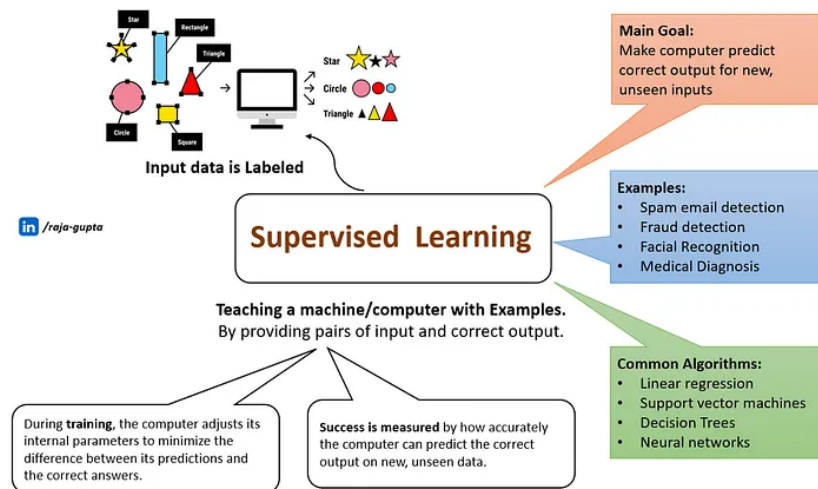 Star
Rectangle
Triangle
Circle
Square
Star
Circle
Triangle
Input data is Labeled
in /raja-gupta
Supervised Learning
Teaching a machine/computer with Examples.
By providing pairs of input and correct output.
During training, the computer adjusts its
internal parameters to minimize the
difference between its predictions and
the correct answers.
Success is measured by how accurately
the computer can predict the correct
output on new, unseen data.
Main Goal:
Make computer predict
correct output for new,
unseen inputs
Examples:
• Spam email detection
• Fraud detection
• Facial Recognition
• Medical Diagnosis
Common Algorithms:
• Linear regression
• Support vector machines
• Decision Trees
• Neural networks